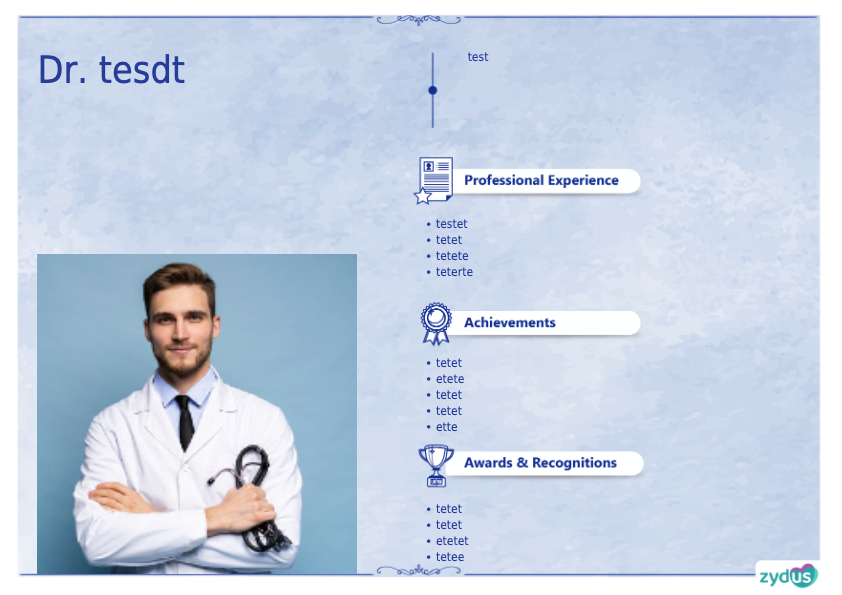 Dr. tesdt
test
Professional Experience
• testet
• tetet
• tetete
• teterte
Achievements
• tetet
• etete
• tetet
• tetet
• ette
Awards & Recognitions
• tetet
• tetet
• etetet
• tetee
zydus